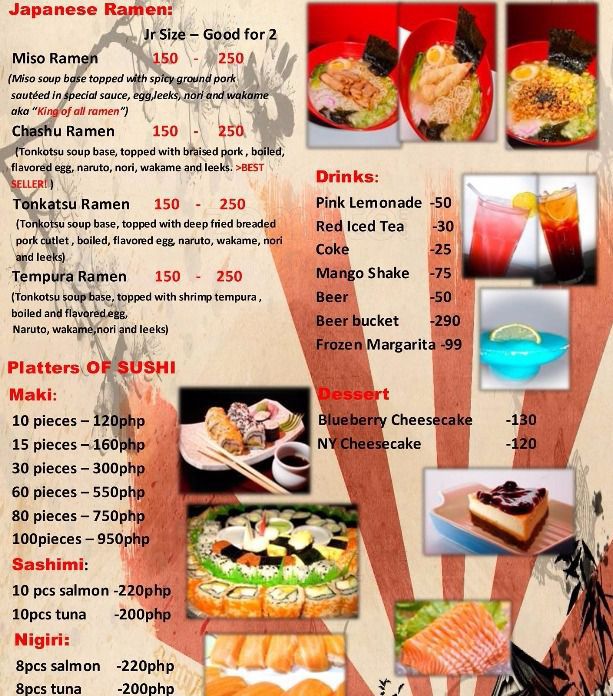 Japanese Ramen:
Jr Size – Good for 2
Miso Ramen 150 - 250
(Miso soup base topped with spicy ground pork
sautéed in special sauce, egg,leeks, nori and wakame
aka “King of all ramen”)
Chashu Ramen 150 - 250
(Tonkotsu soup base, topped with braised pork , boiled,
flavored egg, naruto, nori, wakame and leeks. >BEST
SELLER! )
Tonkatsu Ramen 150 - 250
(Tonkotsu soup base, topped with deep fried breaded
pork cutlet , boiled, flavored egg, naruto, wakame, nori
and leeks)
Tempura Ramen 150 - 250
(Tonkotsu soup base, topped with shrimp tempura ,
boiled and flavored egg,
Naruto, wakame,nori and leeks)
Platters OF SUSHI
Maki:
10 pieces – 120php
15 pieces – 160php
30 pieces – 300php
60 pieces – 550php
80 pieces – 750php
100pieces – 950php
Sashimi:
10 pcs salmon -220php
10pcs tuna -200php
Nigiri:
8pcs salmon -220php
8pcs tuna -200php
Drinks:
Pink Lemonade -50
Red Iced Tea -30
Coke -25
Mango Shake -75
Beer -50
Beer bucket -290
Frozen Margarita -99
Dessert
Blueberry Cheesecake -130
NY Cheesecake -120